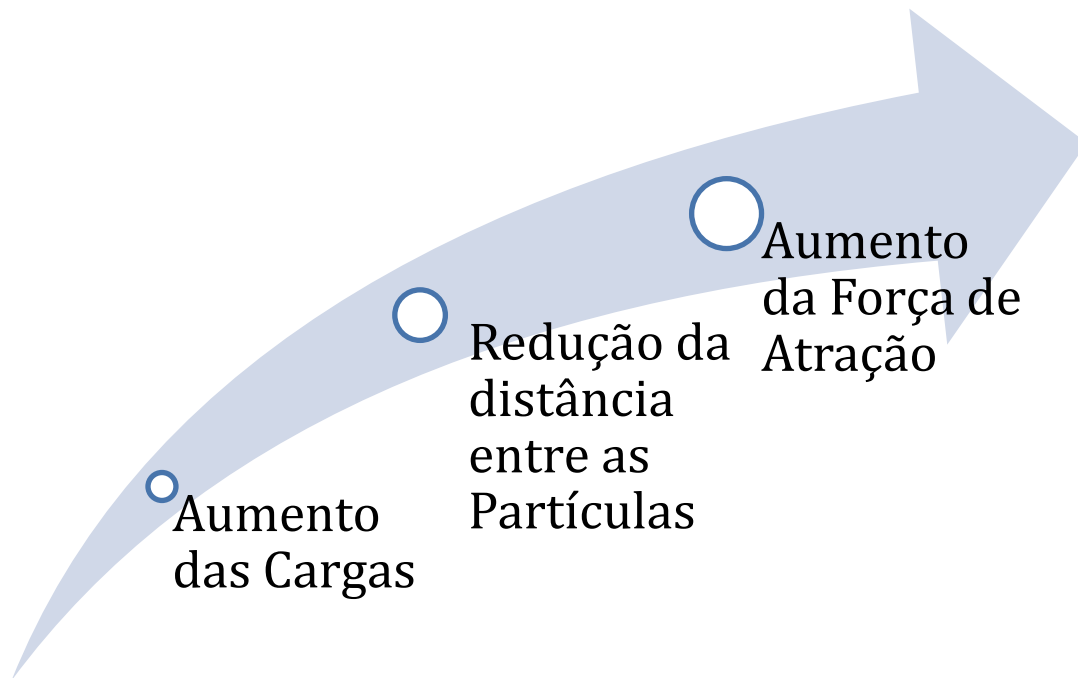 Aumento
das Cargas
Redução da
distância
entre as
Partículas
Aumento
da Força de
Atração